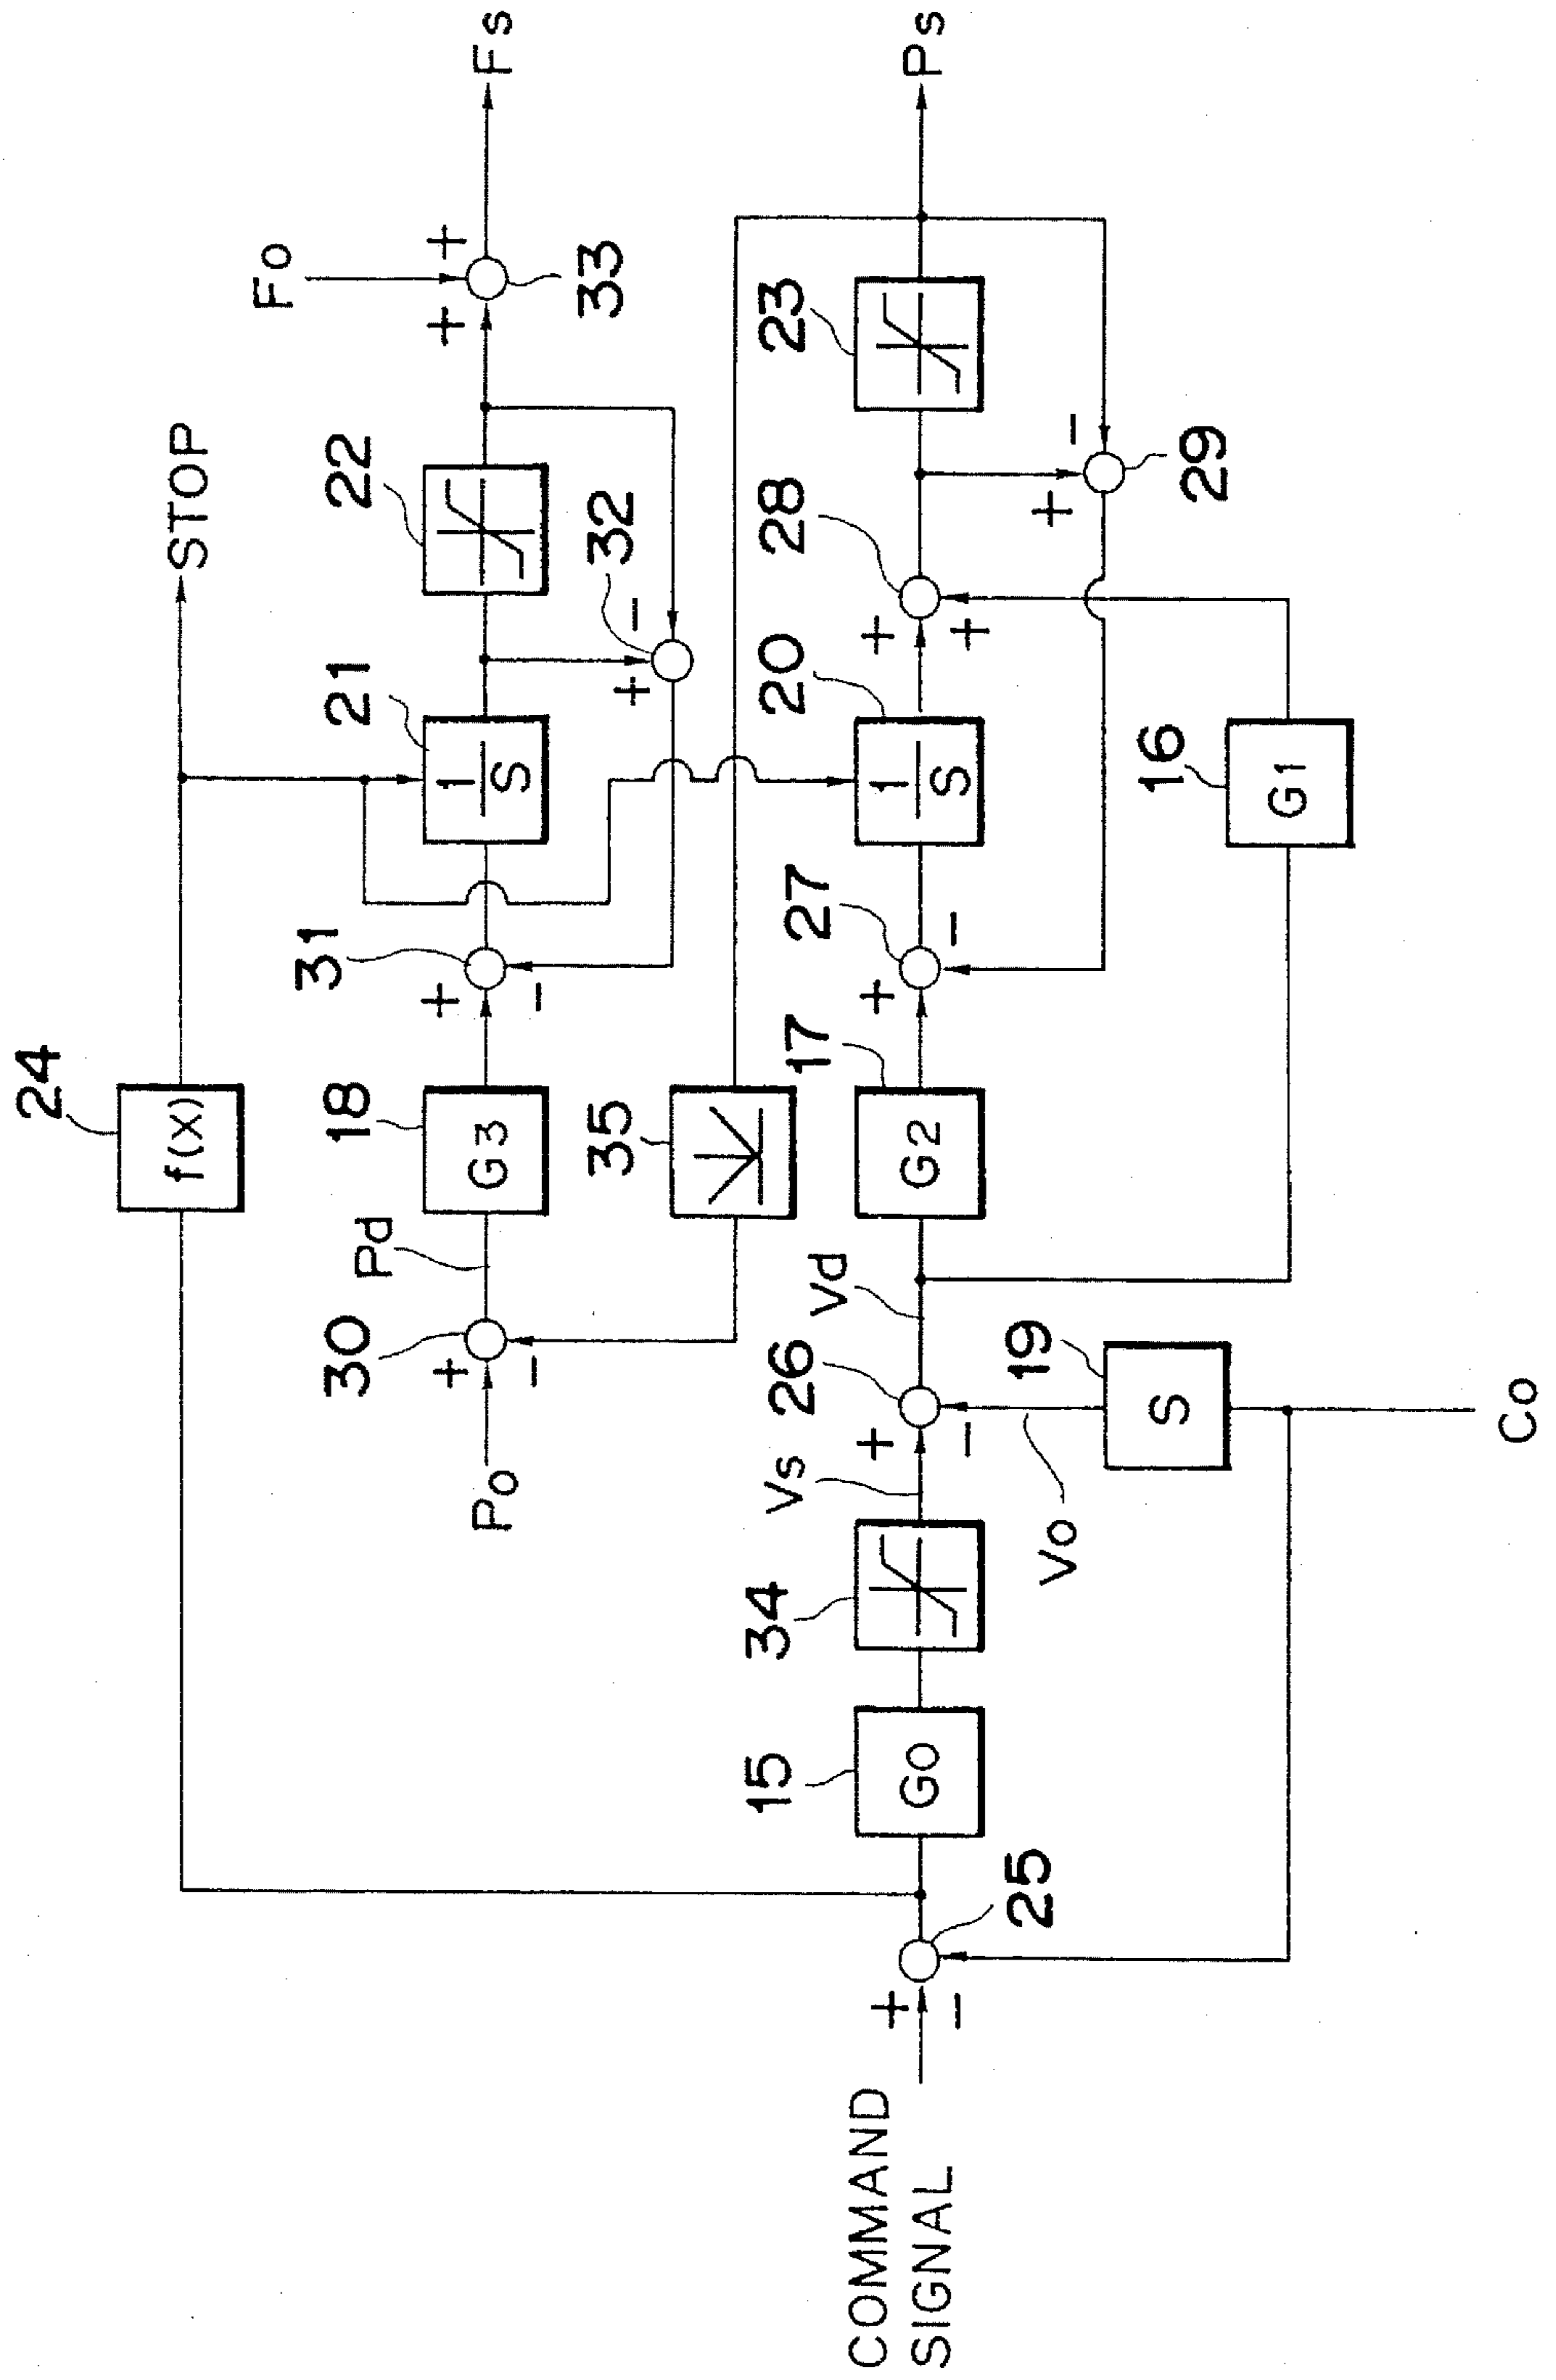 24
f(x)
STOP
Fo
+
+
Fs
33
30
Po
+
−
Pd
18
G3
31
+
−
21
1
S
22
32
+
−
35
COMMAND
SIGNAL
+
−
25
15
GO
34
Vs
+
−
26
Vd
17
G2
27
+
−
20
1
S
28
+
+
23
Ps
−
+
29
Vo
19
S
16
G1
Co